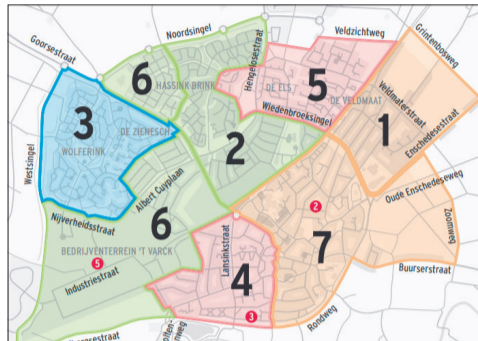 Noordsingel
Veldzichtweg
Grintenbosweg
Goorsestraat
6
HASSINK-BRINK
Hengelosestraat
5
DE ELS
DE VELDMAAT
Wiedenbroeksingel
Veldmaterstraat
Enschedesestraat
3
DE ZIENESCH
WOLFERINK
2
1
Westsingel
Albert Cuyplaan
Oude Enschedeseweg
Nijverheidsstraat
6
2
Zoomweg
BEDRIJVENTERREIN 'T VARCK
5
Lansinkstraat
7
Buurserstraat
Industriestraat
4
3
Rondweg